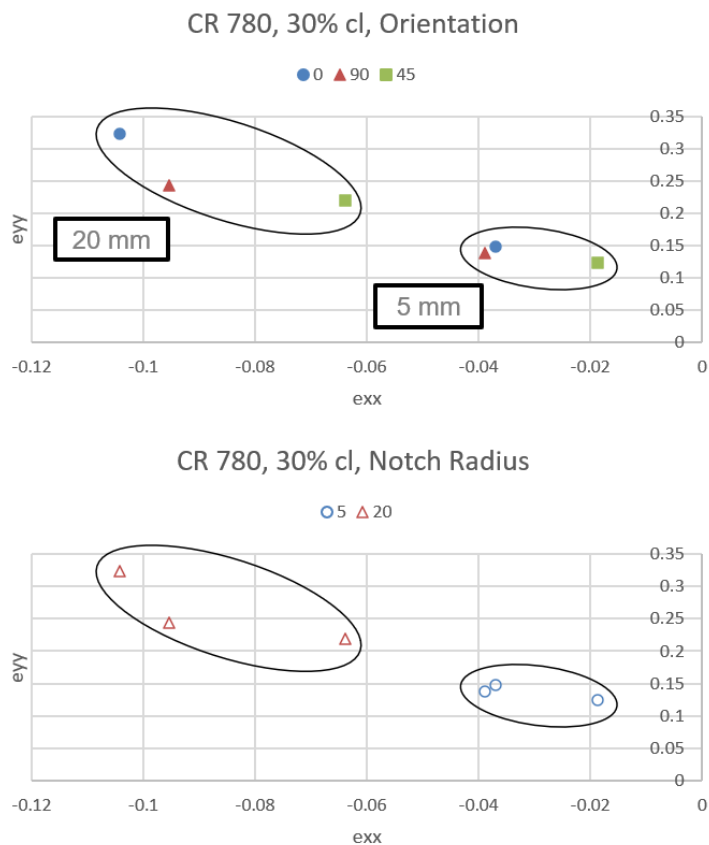 CR 780, 30% cl, Orientation
0 90 45
0.35
0.3
0.25
0.2
0.15
0.1
0.05
0
eyy
20 mm
5 mm
-0.12 -0.1 -0.08 -0.06 -0.04 -0.02 0
exx
CR 780, 30% cl, Notch Radius
5 20
0.35
0.3
0.25
0.2
0.15
0.1
0.05
0
eyy
-0.12 -0.1 -0.08 -0.06 -0.04 -0.02 0
exx